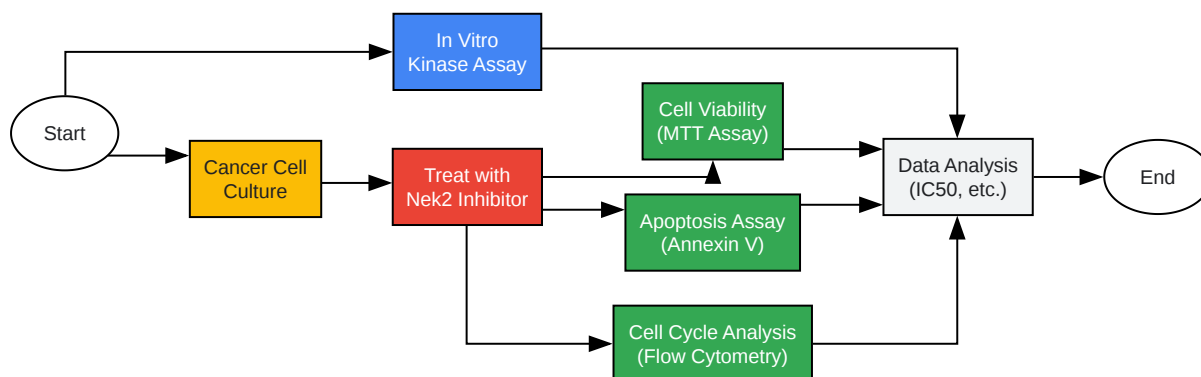 Start
In Vitro
Kinase Assay
Cancer Cell
Culture
Treat with
Nek2 Inhibitor
Cell Viability
(MTT Assay)
Apoptosis Assay
(Annexin V)
Cell Cycle Analysis
(Flow Cytometry)
Data Analysis
(IC50, etc.)
End